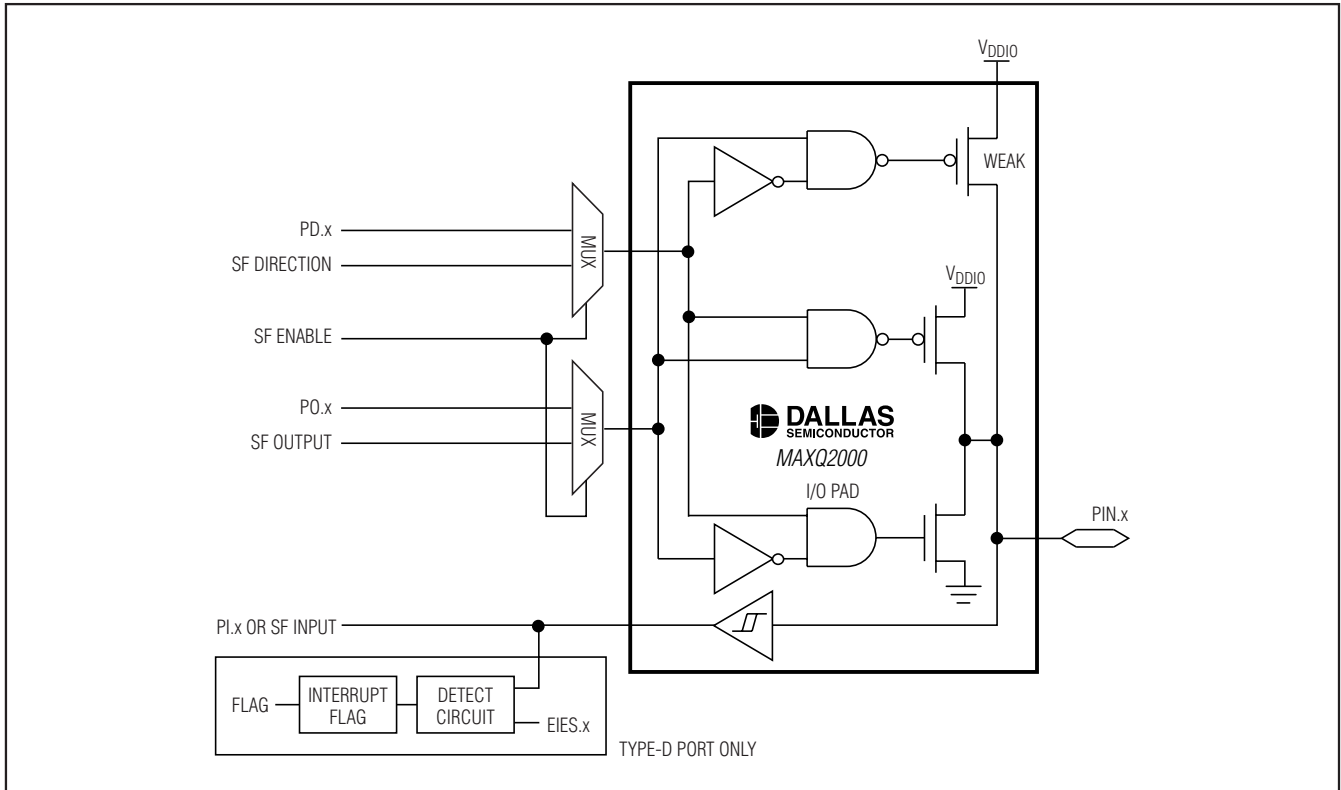 VDDIO
WEAK
PD.x
SF DIRECTION
MUX
SF ENABLE
VDDIO
PO.x
SF OUTPUT
MUX
DALLAS
SEMICONDUCTOR
MAXQ2000
I/O PAD
PIN.x
PI.x OR SF INPUT
FLAG
INTERRUPT
FLAG
DETECT
CIRCUIT
EIES.x
TYPE-D PORT ONLY